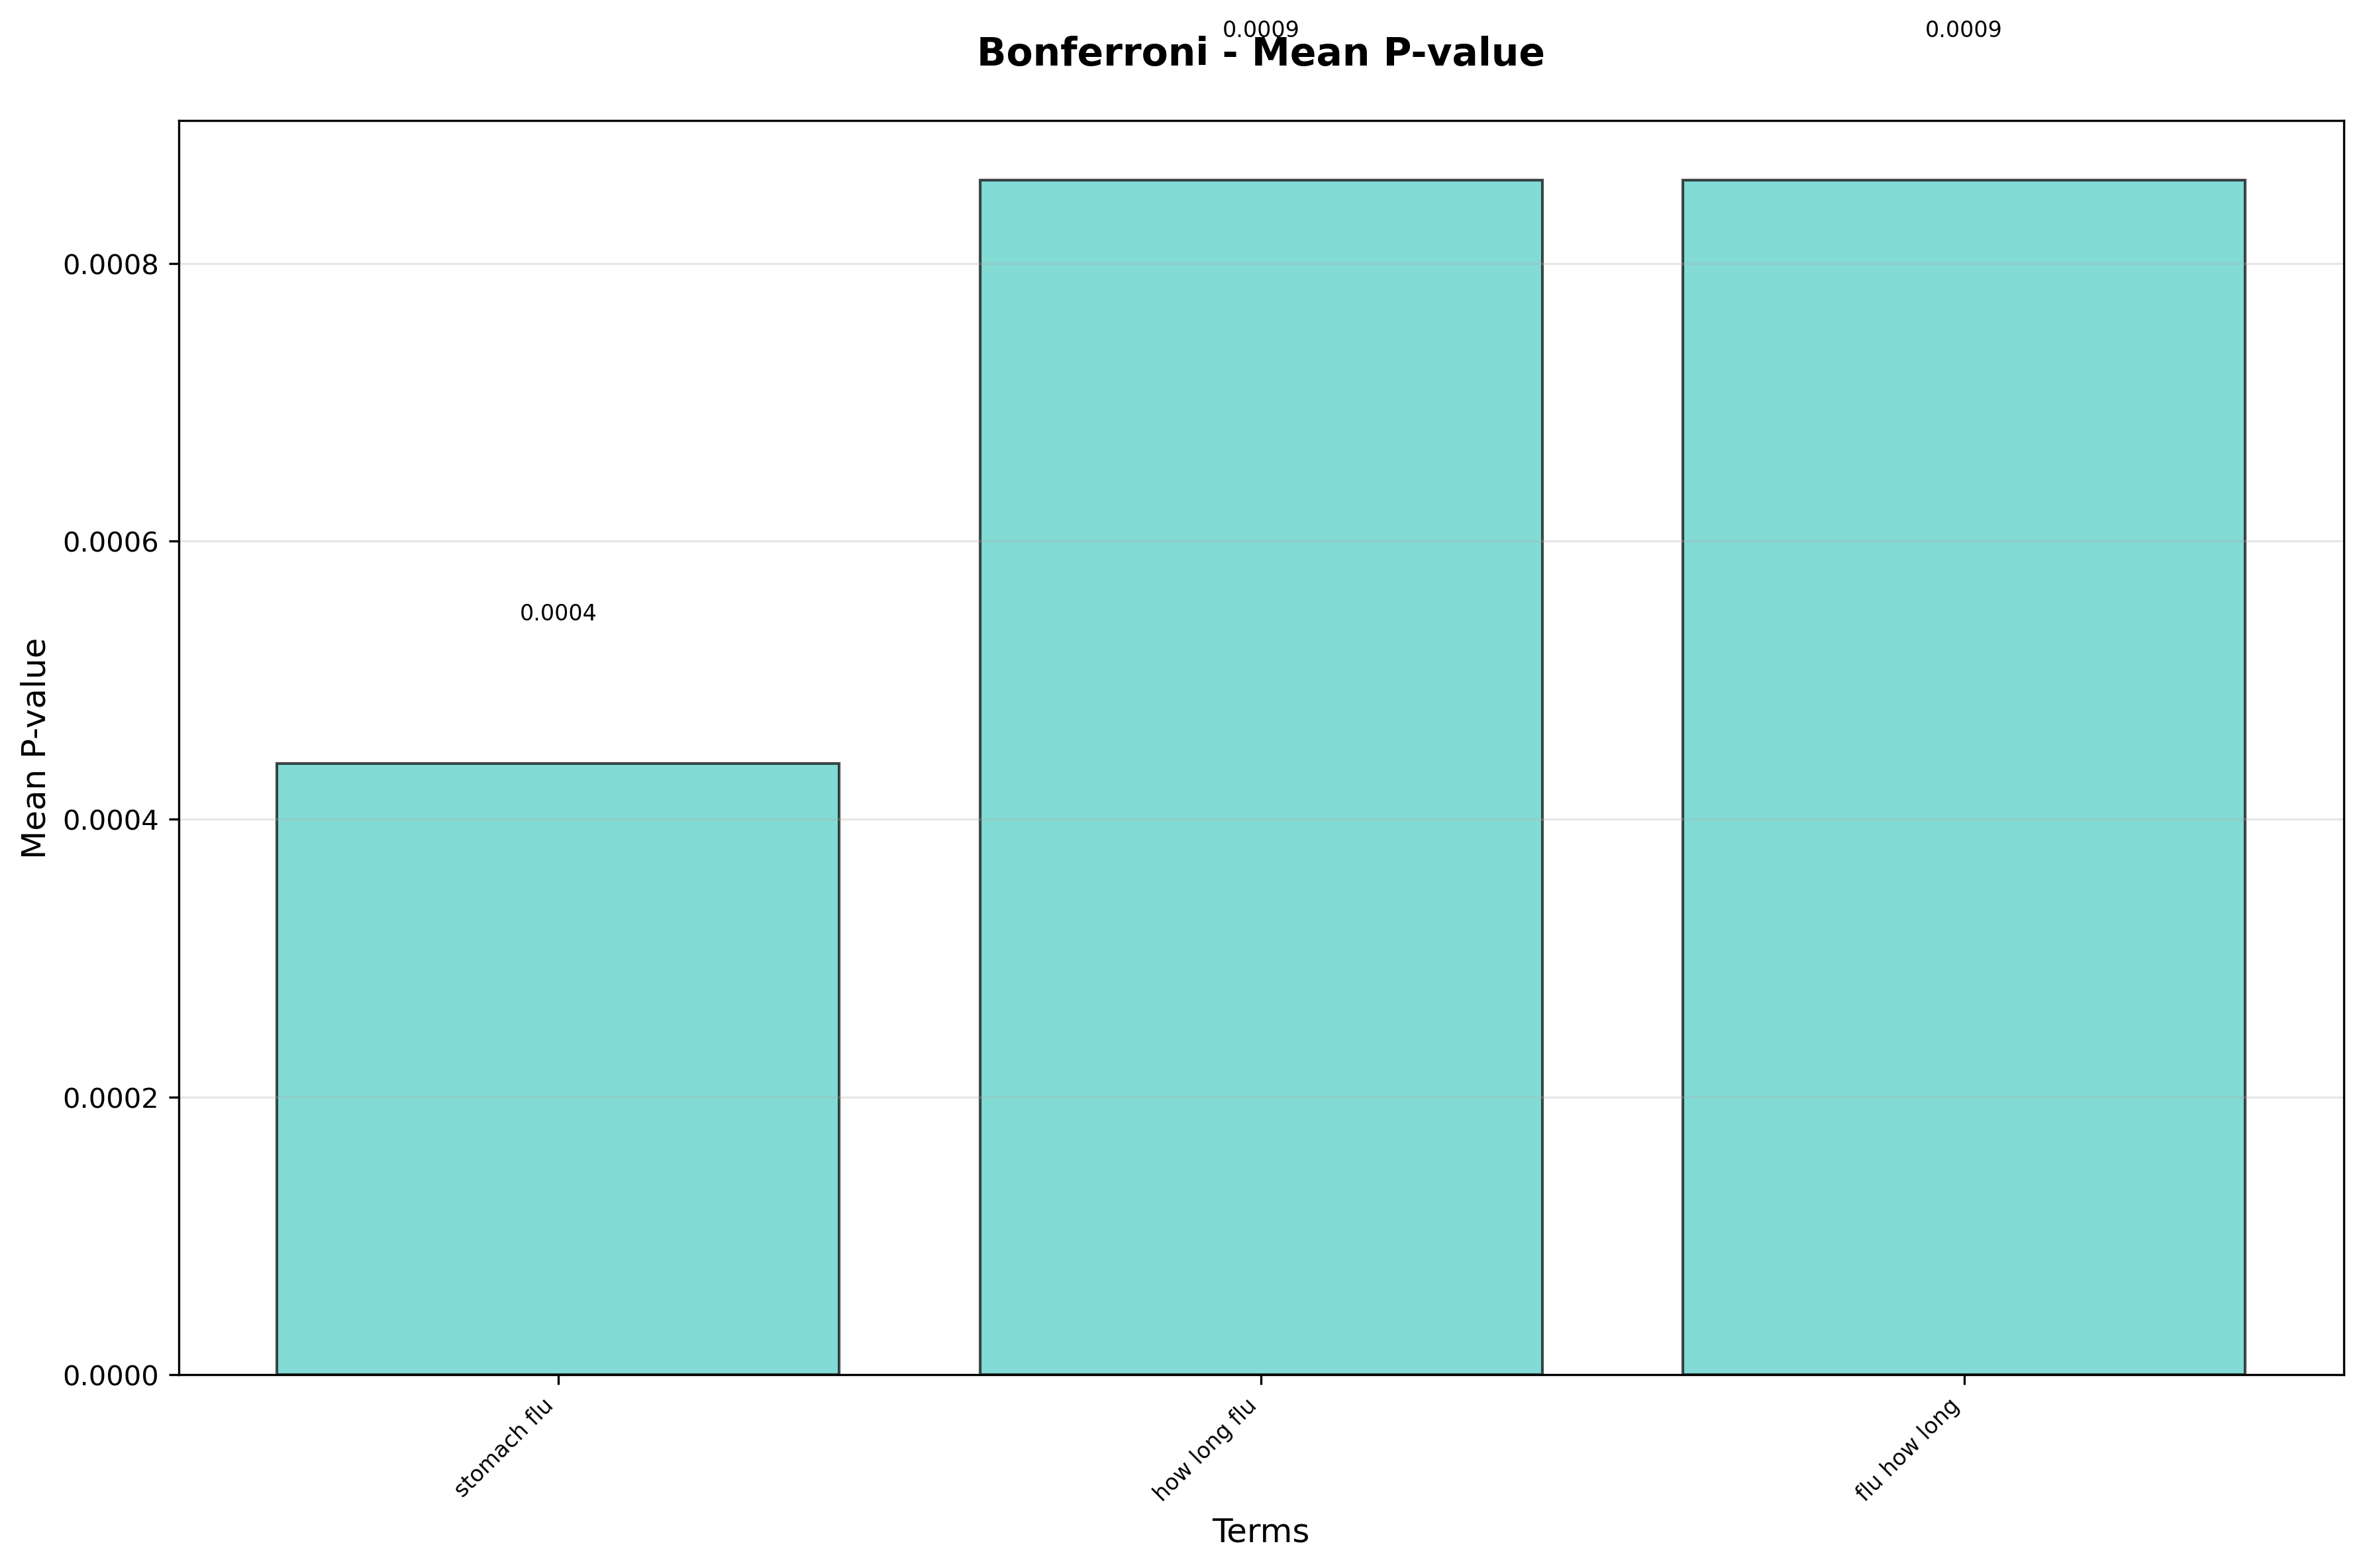 0.0009
0.0009
Bonferroni - Mean P-value
0.0008
0.0006
0.0004
0.0004
0.0002
0.0000
Mean P-value
stomach flu
how long flu
flu how long
Terms